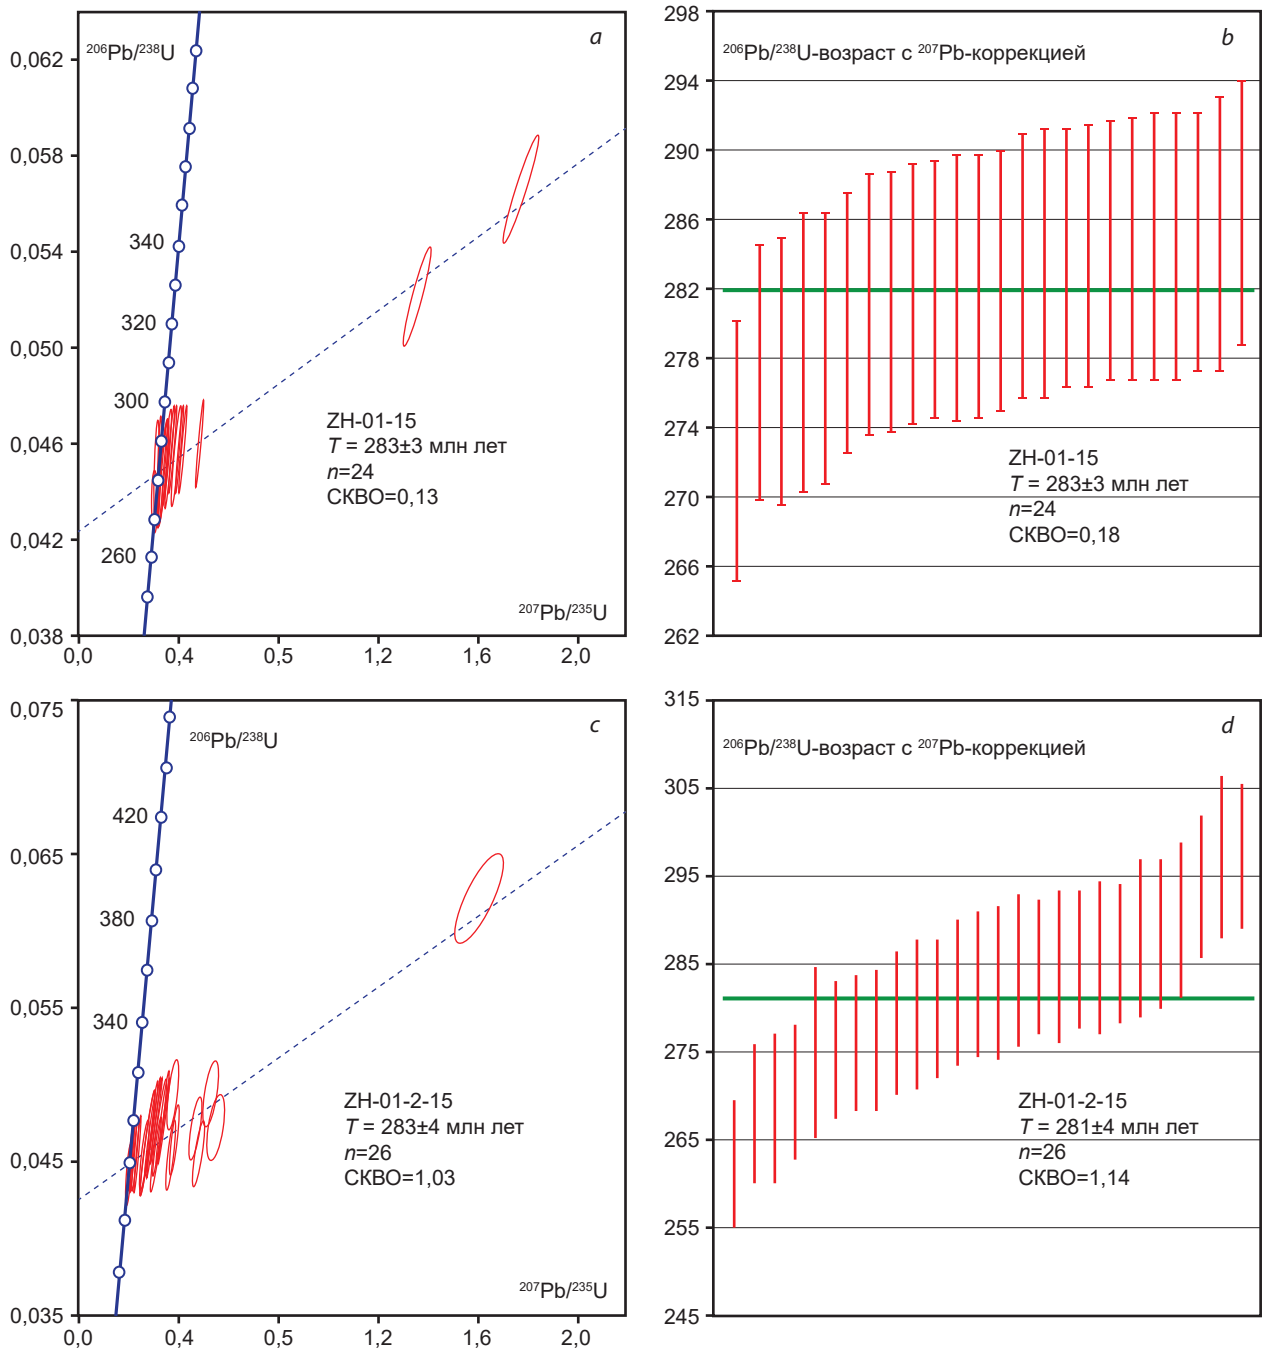 a
²⁰⁶Pb/²³⁸U
0,062
0,058
0,054
0,050
0,046
0,042
0,038
340
320
300
260
ZH-01-15
T = 283±3 млн лет
n=24
СКВО=0,13
²⁰⁷Pb/²³⁵U
0,0
0,4
0,5
1,2
1,6
2,0
b
²⁰⁶Pb/²³⁸U-возраст с ²⁰⁷Pb-коррекцией
298
294
290
286
282
278
274
270
266
262
ZH-01-15
T = 283±3 млн лет
n=24
СКВО=0,18
c
²⁰⁶Pb/²³⁸U
0,075
0,065
0,055
0,045
0,035
420
380
340
ZH-01-2-15
T = 283±4 млн лет
n=26
СКВО=1,03
²⁰⁷Pb/²³⁵U
0,0
0,4
0,5
1,2
1,6
2,0
d
²⁰⁶Pb/²³⁸U-возраст с ²⁰⁷Pb-коррекцией
315
305
295
285
275
265
255
245
ZH-01-2-15
T = 281±4 млн лет
n=26
СКВО=1,14